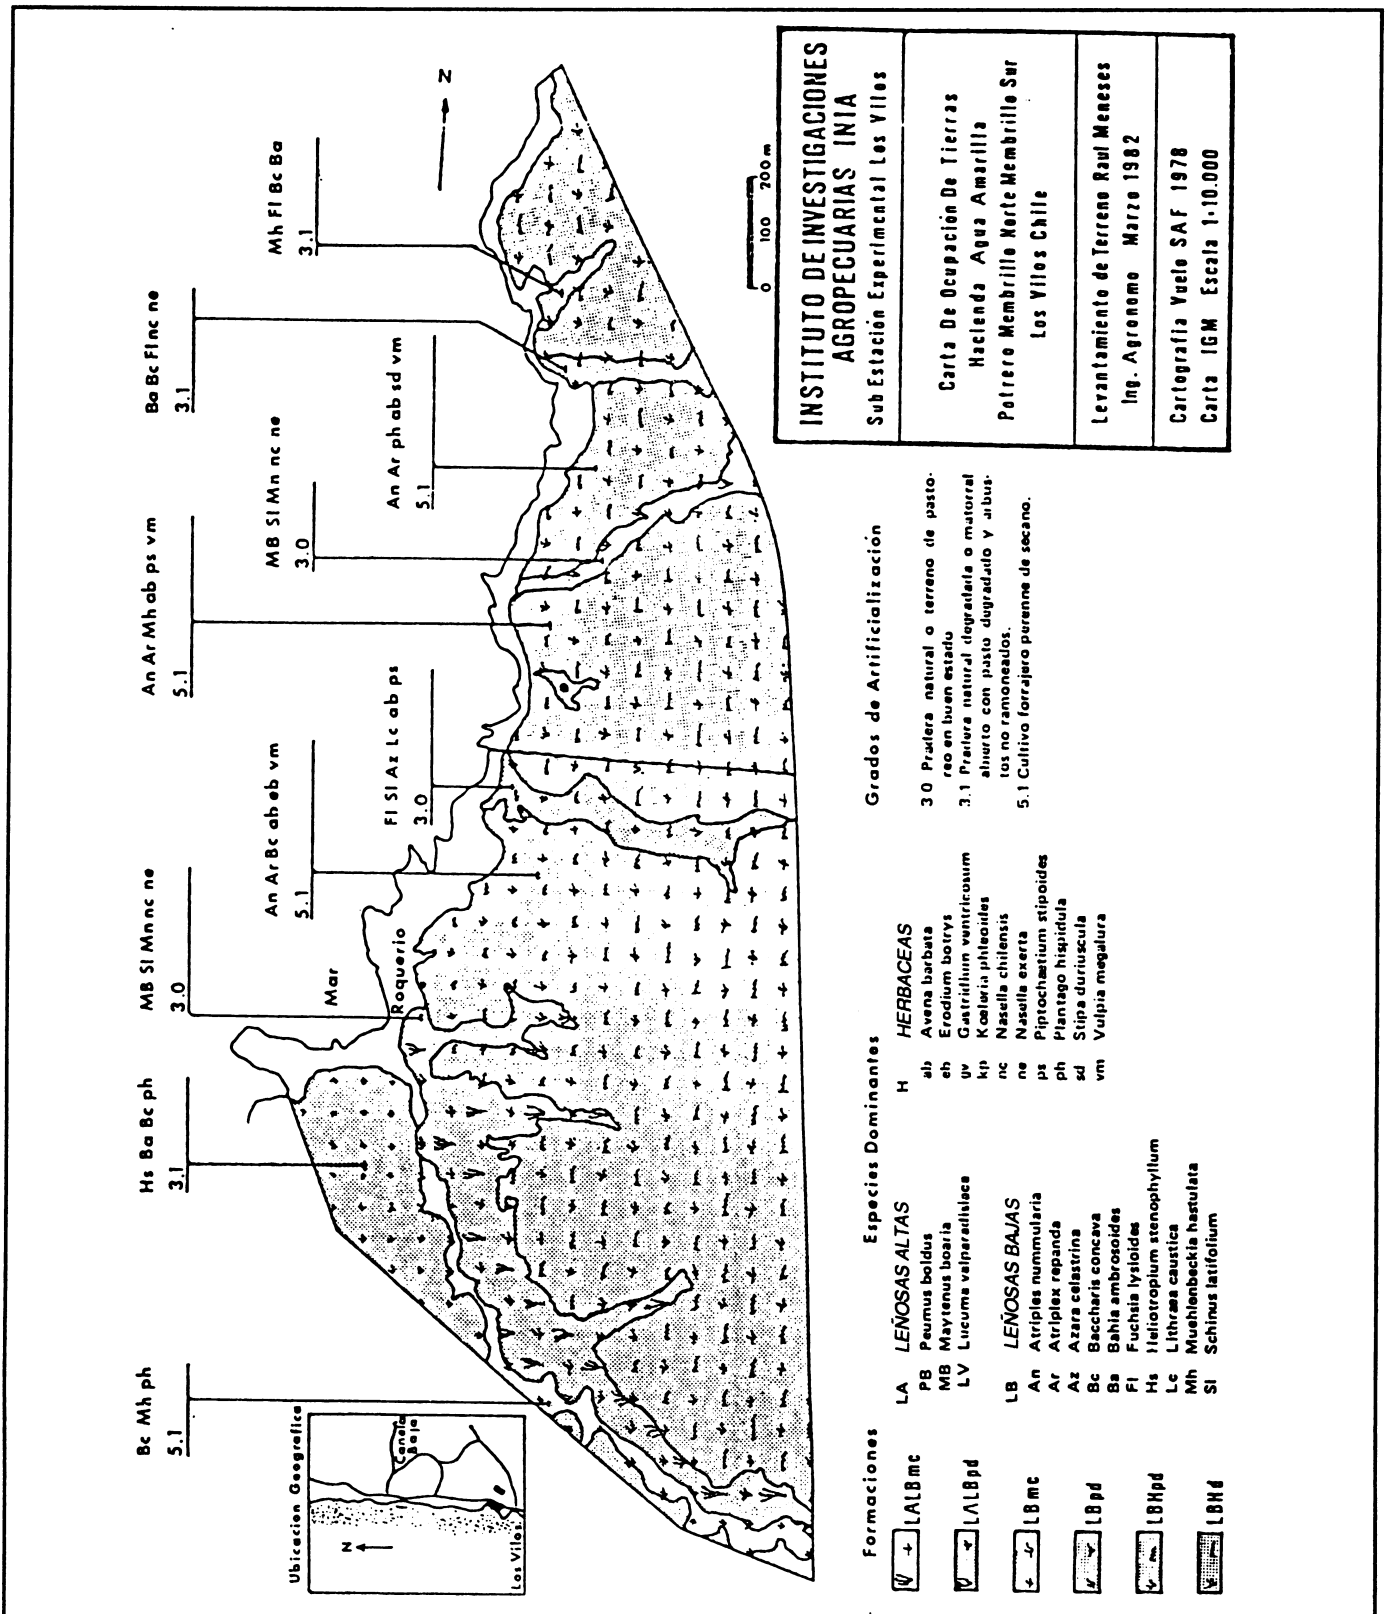 Bc Mh ph
5.1
Hs Ba Bc ph
3.1
MB Sl Mn nc ne
3.0
An Ar Bc ab eb vm
5.1
Fl Sl Az Lc ab ps
3.0
An Ar Mh ab ps vm
5.1
MB Sl Mn nc ne
3.0
An Ar ph ab sd vm
5.1
Ba Bc Fl nc ne
3.1
Mh Fl Bc Ba
3.1
N
Mar
Roquerio
Ubicacion Geografica
N
Canela
Baja
Los Vilos
0 100 200 m
INSTITUTO DE INVESTIGACIONES
AGROPECUARIAS INIA
Sub Estación Experimental Los Vilos
Carta De Ocupación De Tierras
Hacienda Agua Amarilla
Potrero Membrillo Norte Membrillo Sur
Los Vilos Chile
Levantamiento de Terreno Raul Meneses
Ing. Agronomo Marzo 1982
Cartografia Vuelo SAF 1978
Carta IGM Escala 1:10.000
Formaciones
LALBmc
LALBpd
LBmc
LBpd
LBHpd
LBHd
Especies Dominantes
LA LEÑOSAS ALTAS
PB Peumus boldus
MB Maytenus boaria
LV Lucuma valparadislaca
LB LEÑOSAS BAJAS
An Atriples nummularia
Ar Atriplex repanda
Az Azara celastrina
Bc Baccharis concava
Ba Bahia ambrosoides
Fl Fuchsia lysioides
Hs Heliotropium stenophyllum
Lc Lithraea caustica
Mh Muehlenbeckia hastulata
Sl Schinus latifolium
H HERBACEAS
ab Avena barbata
eb Erodium botrys
gv Gastridium ventricosum
kp Koeleria phleoides
nc Nasella chilensis
ne Nasella exerta
ps Piptochaetium stipoides
ph Plantago hispidula
sd Stipa duriuscula
vm Vulpia megalura
Grados de Artificialización
3.0 Pradera natural o terreno de pasto-
reo en buen estado
3.1 Pradera natural degradada o matorral
abierto con pasto degradado y arbus-
tos no ramoneados.
5.1 Cultivo forrajero perenne de secano.